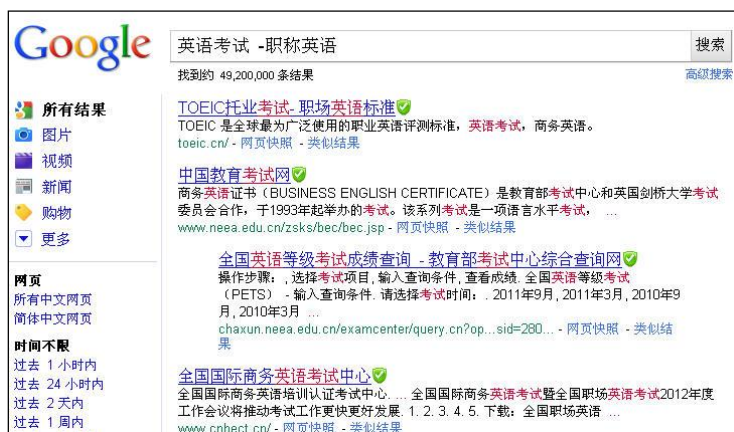 Google
英语考试 -职称英语
搜索
找到约 49,200,000 条结果
高级搜索
所有结果
图片
视频
新闻
购物
更多
网页
所有中文网页
简体中文网页
时间不限
过去 1 小时内
过去 24 小时内
过去 2 天内
过去 1 周内
TOEIC托业考试- 职场英语标准
TOEIC 是全球最为广泛使用的职业英语评测标准，英语考试，商务英语。
toeic.cn/ - 网页快照 - 类似结果
中国教育考试网
商务英语证书（BUSINESS ENGLISH CERTIFICATE）是教育部考试中心和英国剑桥大学考试
委员会合作，于1993年起举办的考试。该系列考试是一项语言水平考试， ...
www.neea.edu.cn/zsks/bec/bec.jsp - 网页快照 - 类似结果
全国英语等级考试成绩查询 - 教育部考试中心综合查询网
操作步骤：, 选择考试项目, 输入查询条件, 查看成绩. 全国英语等级考试
（PETS） - 输入查询条件. 请选择考试时间：. 2011年9月, 2011年3月, 2010年9
月, 2010年3月 ...
chaxun.neea.edu.cn/examcenter/query.cn?op...sid=280... - 网页快照 - 类似结
果
全国国际商务英语考试中心
全国国际商务英语培训认证考试中心. ... 全国国际商务英语考试暨全国职场英语考试2012年度
工作会议将推动考试工作更快更好发展. 1. 2. 3. 4. 5. 下载：全国职场英语 ...
www.cnbect.cn/ - 网页快照 - 类似结果